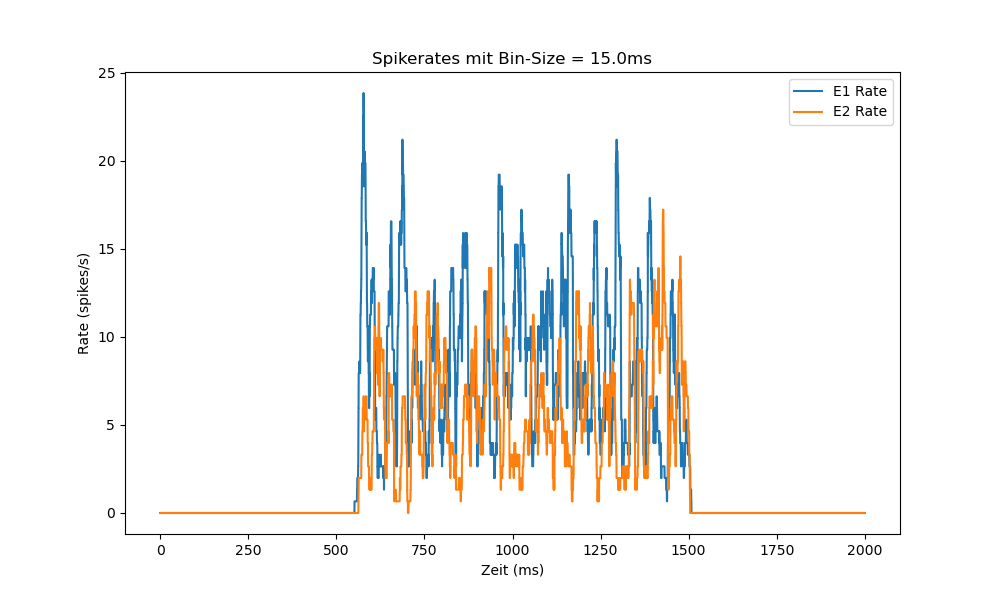 Spikerates mit Bin-Size = 15.0ms
25
20
15
10
5
0
Rate (spikes/s)
E1 Rate
E2 Rate
0 250 500 750 1000 1250 1500 1750 2000
Zeit (ms)